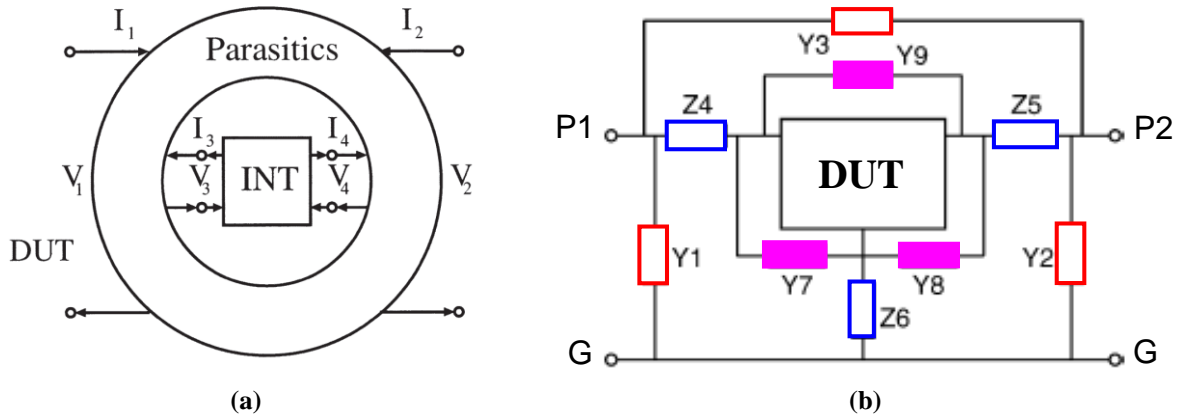 I1
I2
Parasitics
I3
I4
V1
V3
INT
V4
V2
DUT
(a)
Y3
Y9
Z4
Z5
P1
P2
DUT
Y1
Y7
Y8
Y2
Z6
G
G
(b)